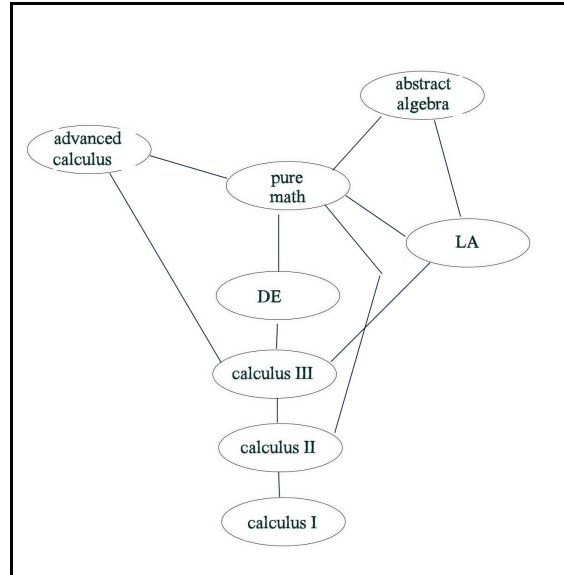 abstract
algebra
advanced
calculus
pure
math
LA
DE
calculus III
calculus II
calculus I